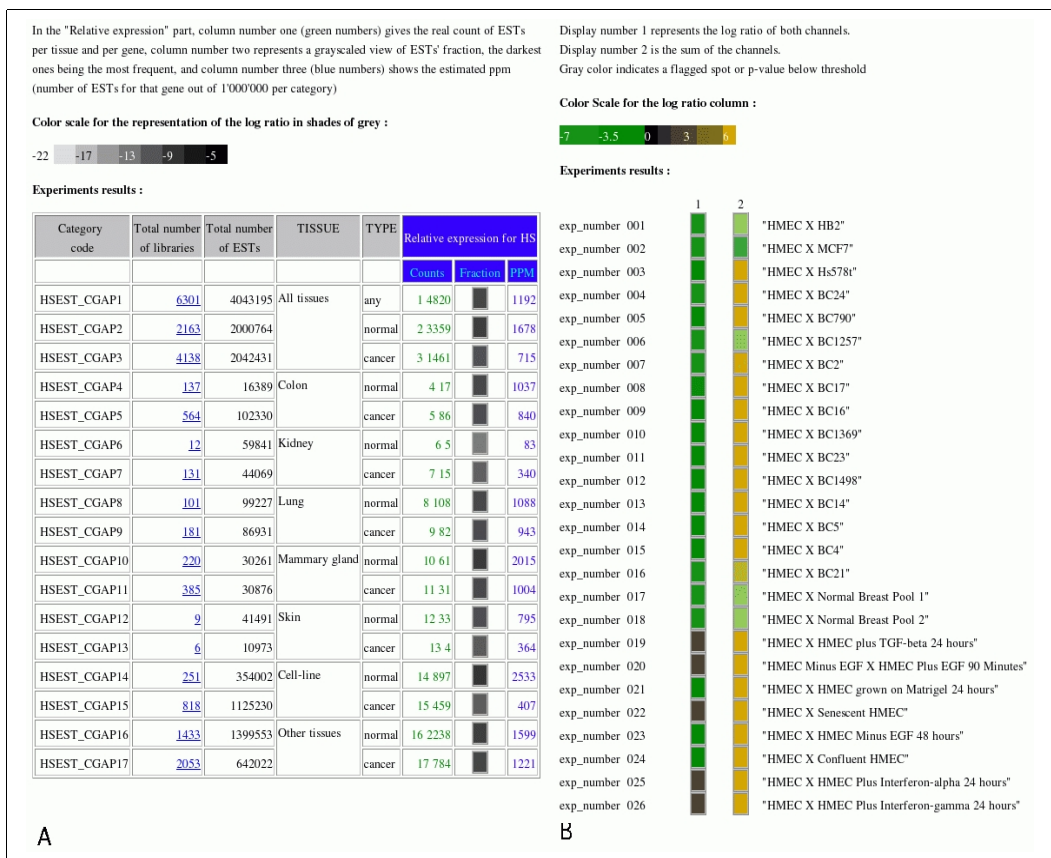 In the "Relative expression" part, column number one (green numbers) gives the real count of ESTs
per tissue and per gene, column number two represents a grayscaled view of ESTs' fraction, the darkest
ones being the most frequent, and column number three (blue numbers) shows the estimated ppm
(number of ESTs for that gene out of 1'000'000 per category)
Color scale for the representation of the log ratio in shades of grey :
-22 -17 -13 -9 -5
Experiments results :
Category code Total number of libraries Total number of ESTs TISSUE TYPE Relative expression for HS
Counts Fraction PPM
HSEST_CGAP1 6301 4043195 All tissues any 1 4820 1192
HSEST_CGAP2 2163 2000764 normal 2 3359 1678
HSEST_CGAP3 4138 2042431 cancer 3 1461 715
HSEST_CGAP4 137 16389 Colon normal 4 17 1037
HSEST_CGAP5 564 102330 cancer 5 86 840
HSEST_CGAP6 12 59841 Kidney normal 6 5 83
HSEST_CGAP7 131 44069 cancer 7 15 340
HSEST_CGAP8 101 99227 Lung normal 8 108 1088
HSEST_CGAP9 181 86931 cancer 9 82 943
HSEST_CGAP10 220 30261 Mammary gland normal 10 61 2015
HSEST_CGAP11 385 30876 cancer 11 31 1004
HSEST_CGAP12 9 41491 Skin normal 12 33 795
HSEST_CGAP13 6 10973 cancer 13 4 364
HSEST_CGAP14 251 354002 Cell-line normal 14 897 2533
HSEST_CGAP15 818 1125230 cancer 15 459 407
HSEST_CGAP16 1433 1399553 Other tissues normal 16 2238 1599
HSEST_CGAP17 2053 642022 cancer 17 784 1221
A
Display number 1 represents the log ratio of both channels.
Display number 2 is the sum of the channels.
Gray color indicates a flagged spot or p-value below threshold
Color Scale for the log ratio column :
-7 -3.5 0 3 6
Experiments results :
1 2
exp_number 001 "HMEC X HB2"
exp_number 002 "HMEC X MCF7"
exp_number 003 "HMEC X Hs578t"
exp_number 004 "HMEC X BC24"
exp_number 005 "HMEC X BC790"
exp_number 006 "HMEC X BC1257"
exp_number 007 "HMEC X BC2"
exp_number 008 "HMEC X BC17"
exp_number 009 "HMEC X BC16"
exp_number 010 "HMEC X BC1369"
exp_number 011 "HMEC X BC23"
exp_number 012 "HMEC X BC1498"
exp_number 013 "HMEC X BC14"
exp_number 014 "HMEC X BC5"
exp_number 015 "HMEC X BC4"
exp_number 016 "HMEC X BC21"
exp_number 017 "HMEC X Normal Breast Pool 1"
exp_number 018 "HMEC X Normal Breast Pool 2"
exp_number 019 "HMEC X HMEC plus TGF-beta 24 hours"
exp_number 020 "HMEC Minus EGF X HMEC Plus EGF 90 Minutes"
exp_number 021 "HMEC X HMEC grown on Matrigel 24 hours"
exp_number 022 "HMEC X Senescent HMEC"
exp_number 023 "HMEC X HMEC Minus EGF 48 hours"
exp_number 024 "HMEC X Confluent HMEC"
exp_number 025 "HMEC X HMEC Plus Interferon-alpha 24 hours"
exp_number 026 "HMEC X HMEC Plus Interferon-gamma 24 hours"
B